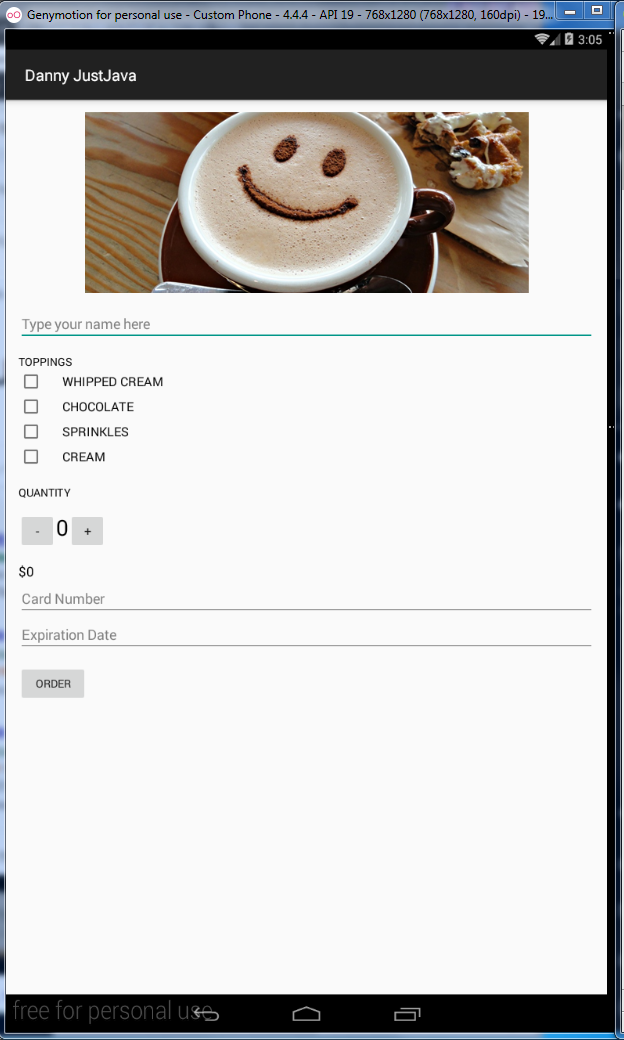 Genymotion for personal use - Custom Phone - 4.4.4 - API 19 - 768x1280 (768x1280, 160dpi) - 19...
3:05
Danny JustJava
Type your name here
TOPPINGS
WHIPPED CREAM
CHOCOLATE
SPRINKLES
CREAM
QUANTITY
- 0 +
$0
Card Number
Expiration Date
ORDER
free for personal use